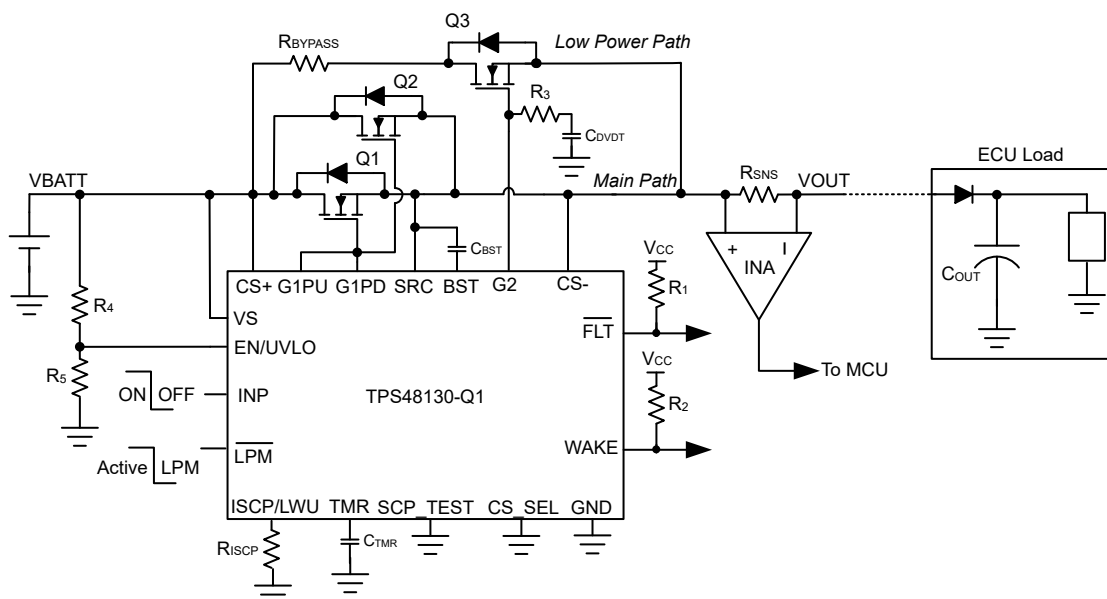 Q3
RBYPASS
Low Power Path
Q2
R3
CDVDT
Q1
ECU Load
VBATT
Main Path
RSNS
VOUT
CBST
VCC
+ I
INA
COUT
CS+ G1PU G1PD SRC BST G2 CS-
R1
R4
VS
FLT
EN/UVLO
VCC
To MCU
R5
ON OFF
INP
TPS48130-Q1
R2
Active LPM
LPM
WAKE
ISCP/LWU TMR SCP_TEST CS_SEL GND
RISCP
CTMR